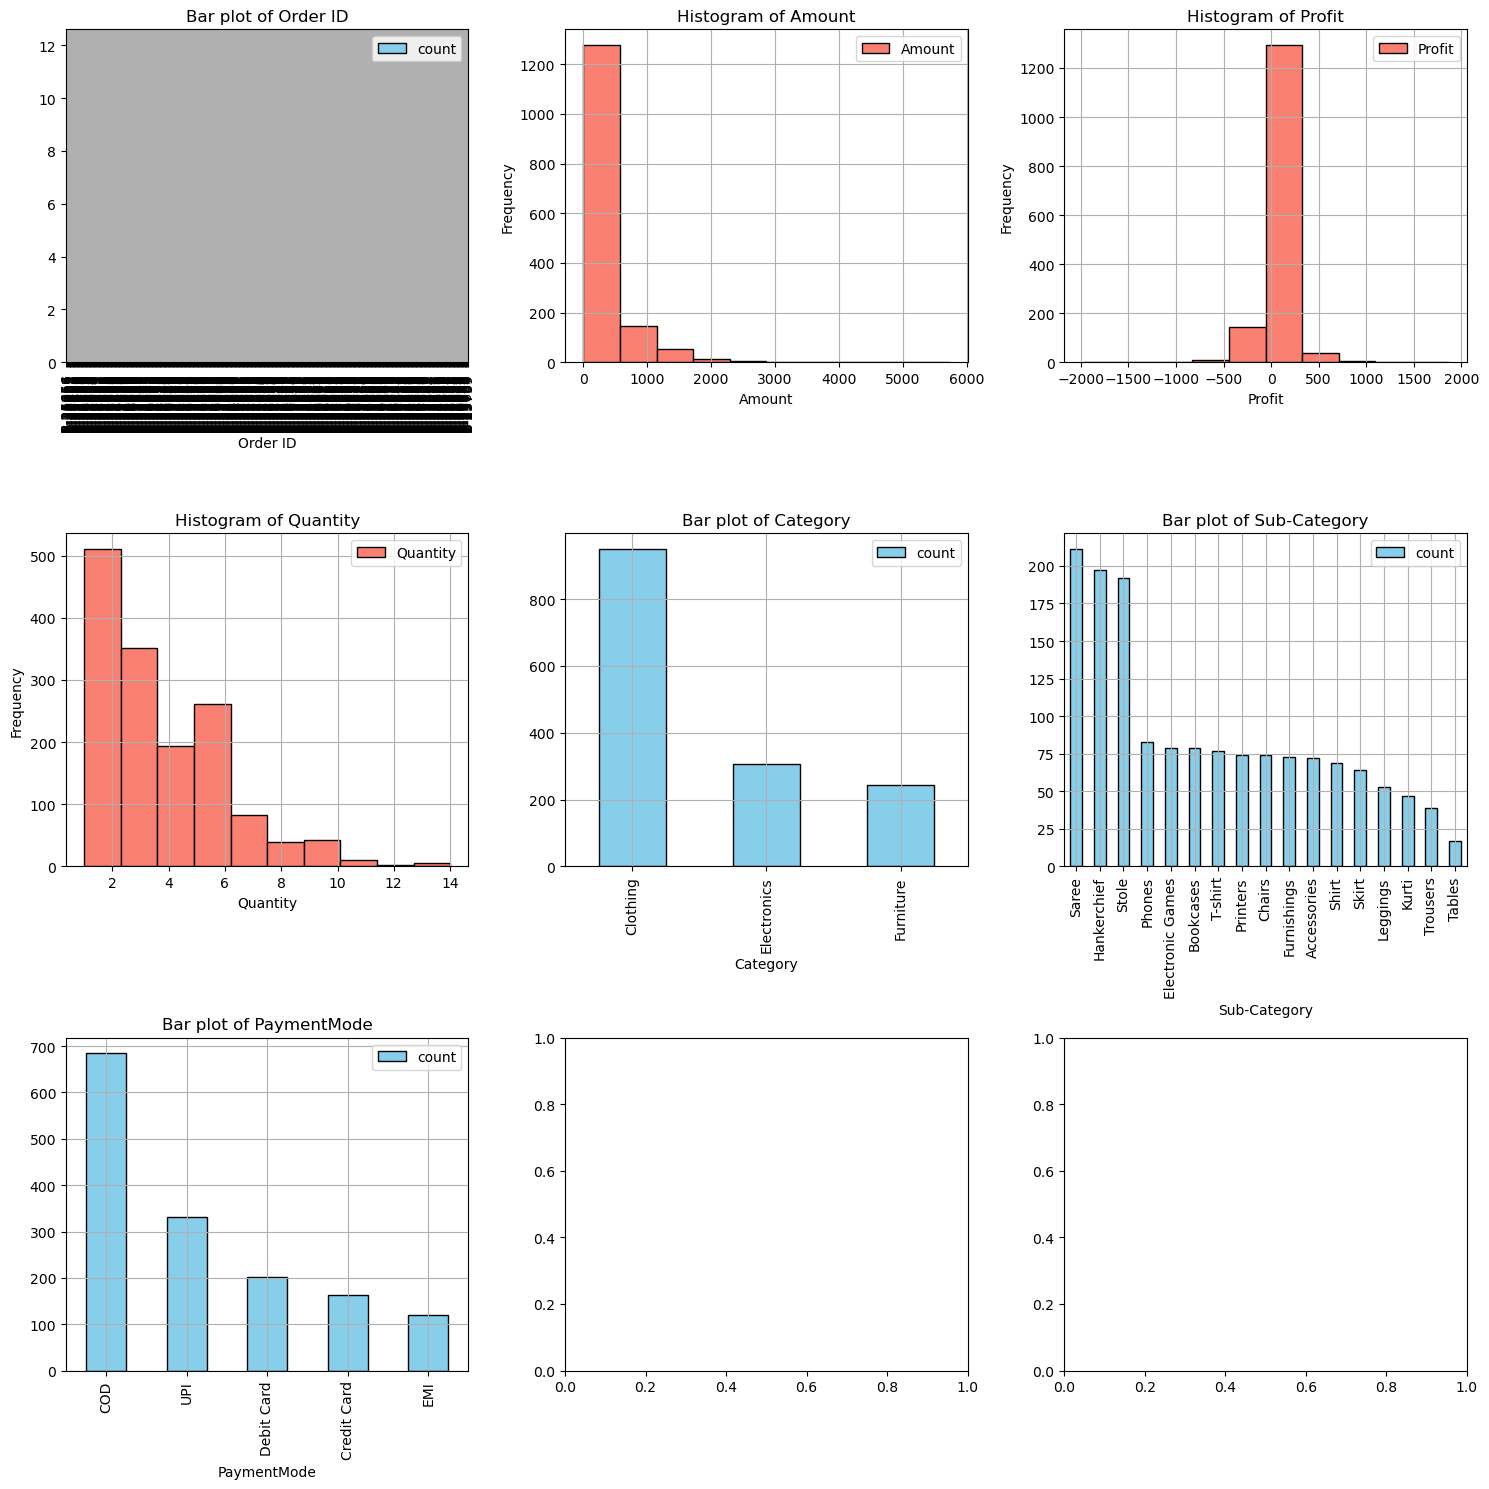 Bar plot of Order ID
count
12
10
8
6
4
2
0
Order ID
Histogram of Amount
Amount
Frequency
1200
1000
800
600
400
200
0
0 1000 2000 3000 4000 5000 6000
Amount
Histogram of Profit
Profit
Frequency
1200
1000
800
600
400
200
0
−2000 −1500 −1000 −500 0 500 1000 1500 2000
Profit
Histogram of Quantity
Quantity
Frequency
500
400
300
200
100
0
2 4 6 8 10 12 14
Quantity
Bar plot of Category
count
800
600
400
200
0
Clothing
Electronics
Furniture
Category
Bar plot of Sub-Category
count
200
175
150
125
100
75
50
25
0
Saree
Hankerchief
Stole
Phones
Electronic Games
Bookcases
T-shirt
Printers
Chairs
Furnishings
Accessories
Shirt
Skirt
Leggings
Kurti
Trousers
Tables
Sub-Category
Bar plot of PaymentMode
count
700
600
500
400
300
200
100
0
COD
UPI
Debit Card
Credit Card
EMI
PaymentMode
1.0
0.8
0.6
0.4
0.2
0.0
0.0 0.2 0.4 0.6 0.8 1.0
1.0
0.8
0.6
0.4
0.2
0.0
0.0 0.2 0.4 0.6 0.8 1.0